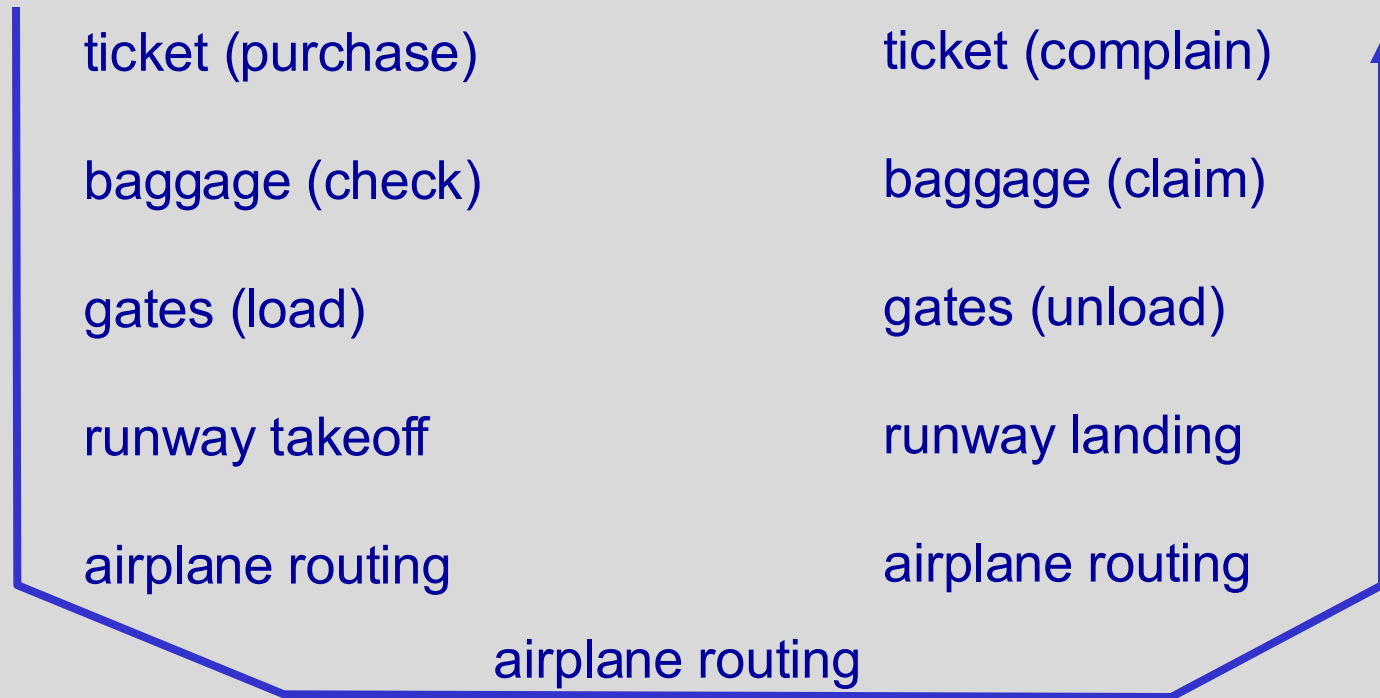 ticket (purchase)
baggage (check)
gates (load)
runway takeoff
airplane routing
ticket (complain)
baggage (claim)
gates (unload)
runway landing
airplane routing
airplane routing